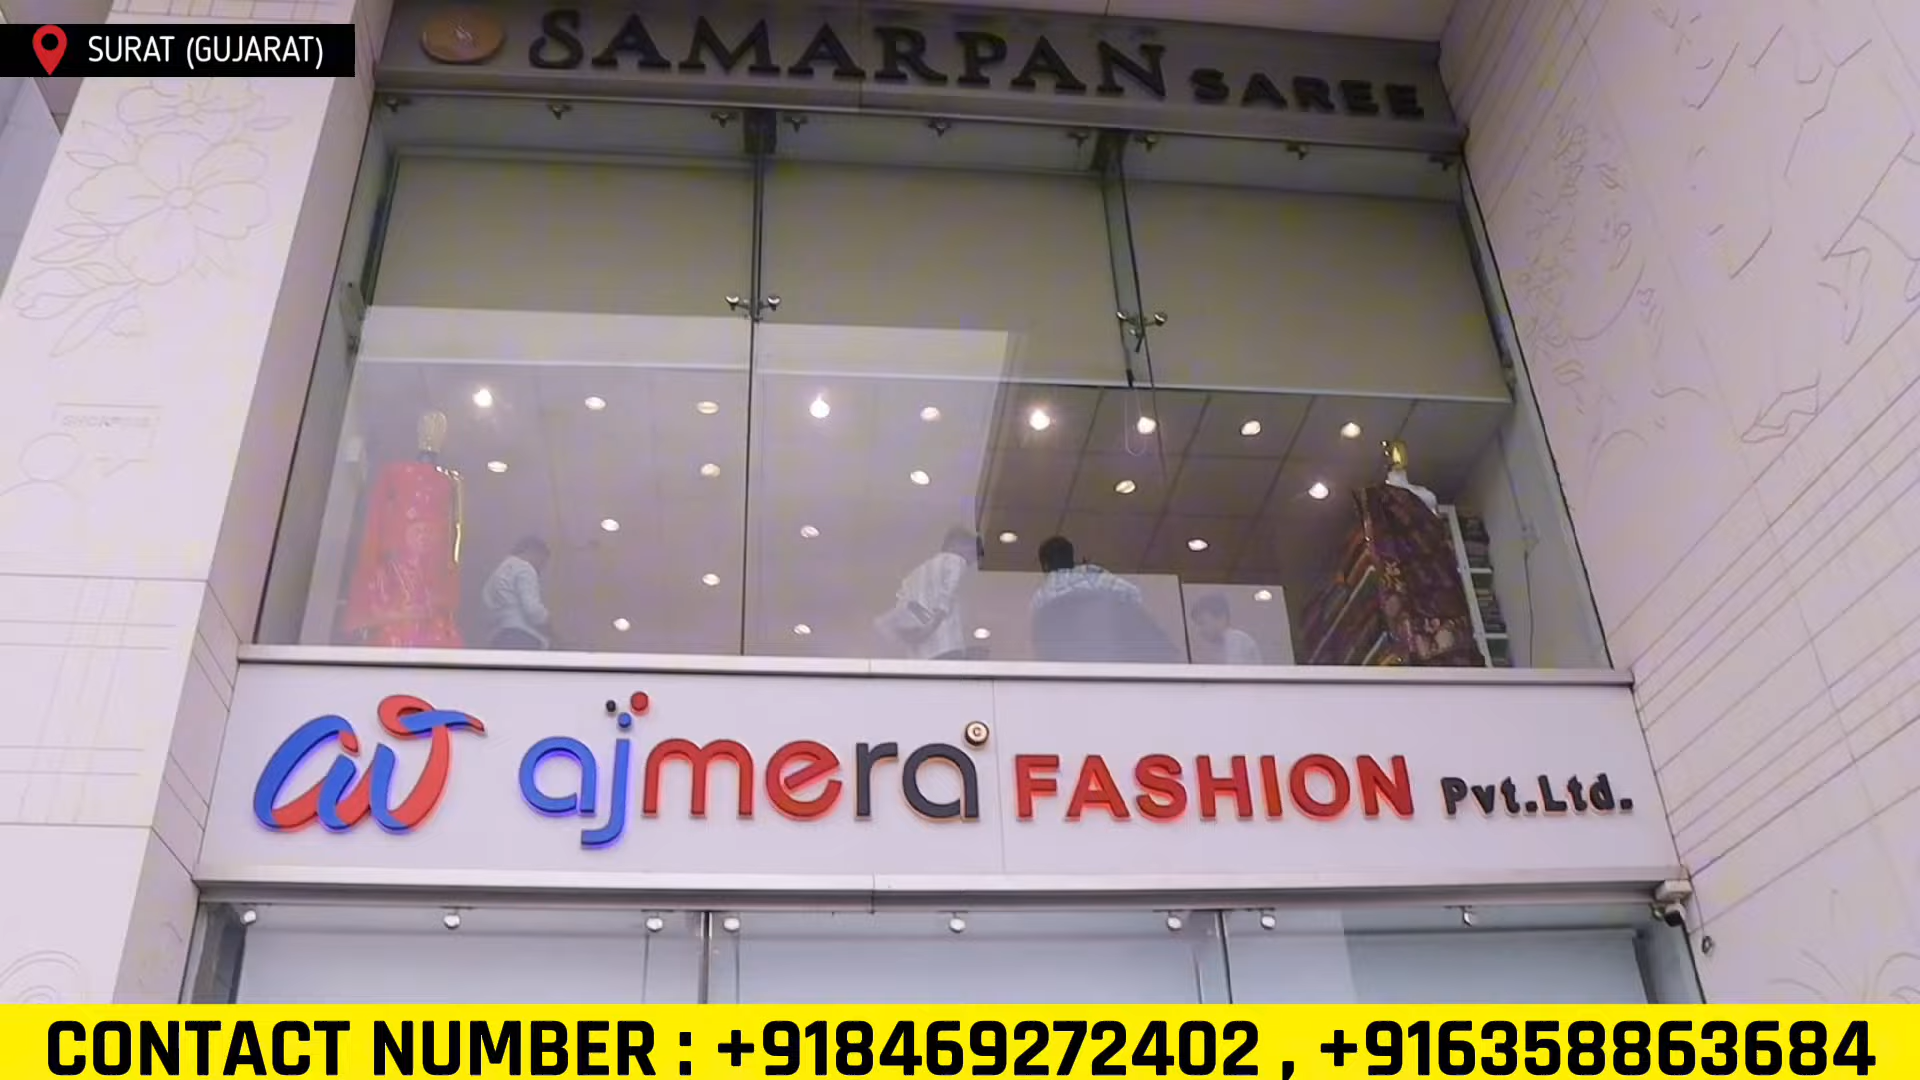 SURAT (GUJARAT)
SAMARPAN SAREE
ajmera FASHION Pvt.Ltd.
CONTACT NUMBER : +918469272402 , +916358863684